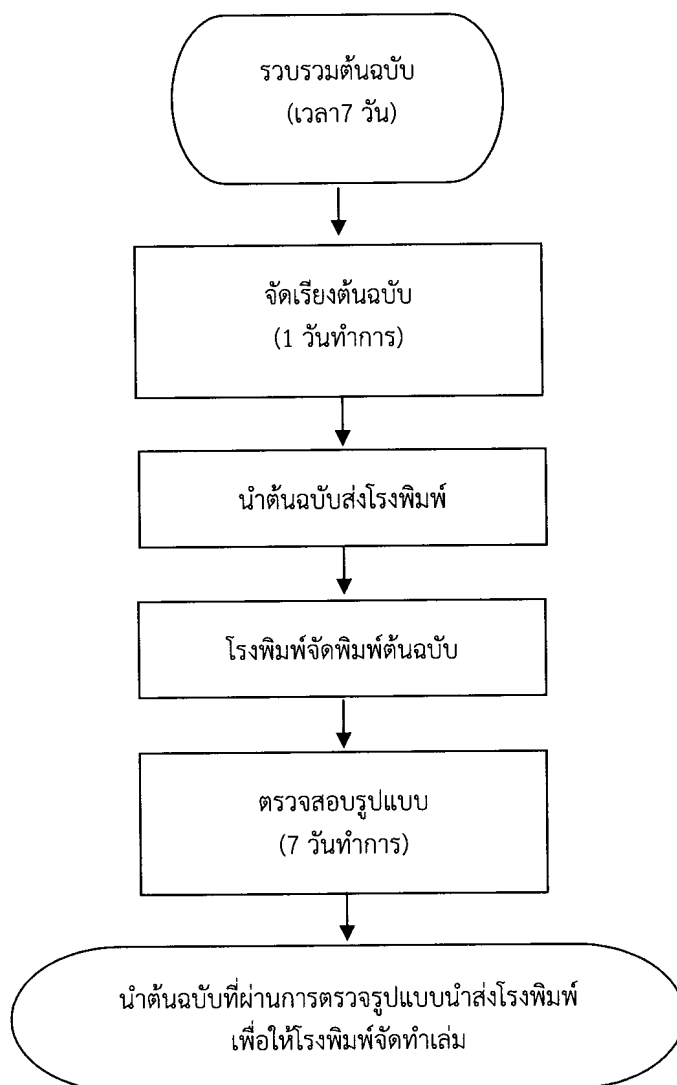 รวบรวมต้นฉบับ
(เวลา7 วัน)
จัดเรียงต้นฉบับ
(1 วันทำการ)
นำต้นฉบับส่งโรงพิมพ์
โรงพิมพ์จัดพิมพ์ต้นฉบับ
ตรวจสอบรูปแบบ
(7 วันทำการ)
นำต้นฉบับที่ผ่านการตรวจรูปแบบนำส่งโรงพิมพ์
เพื่อให้โรงพิมพ์จัดทำเล่ม